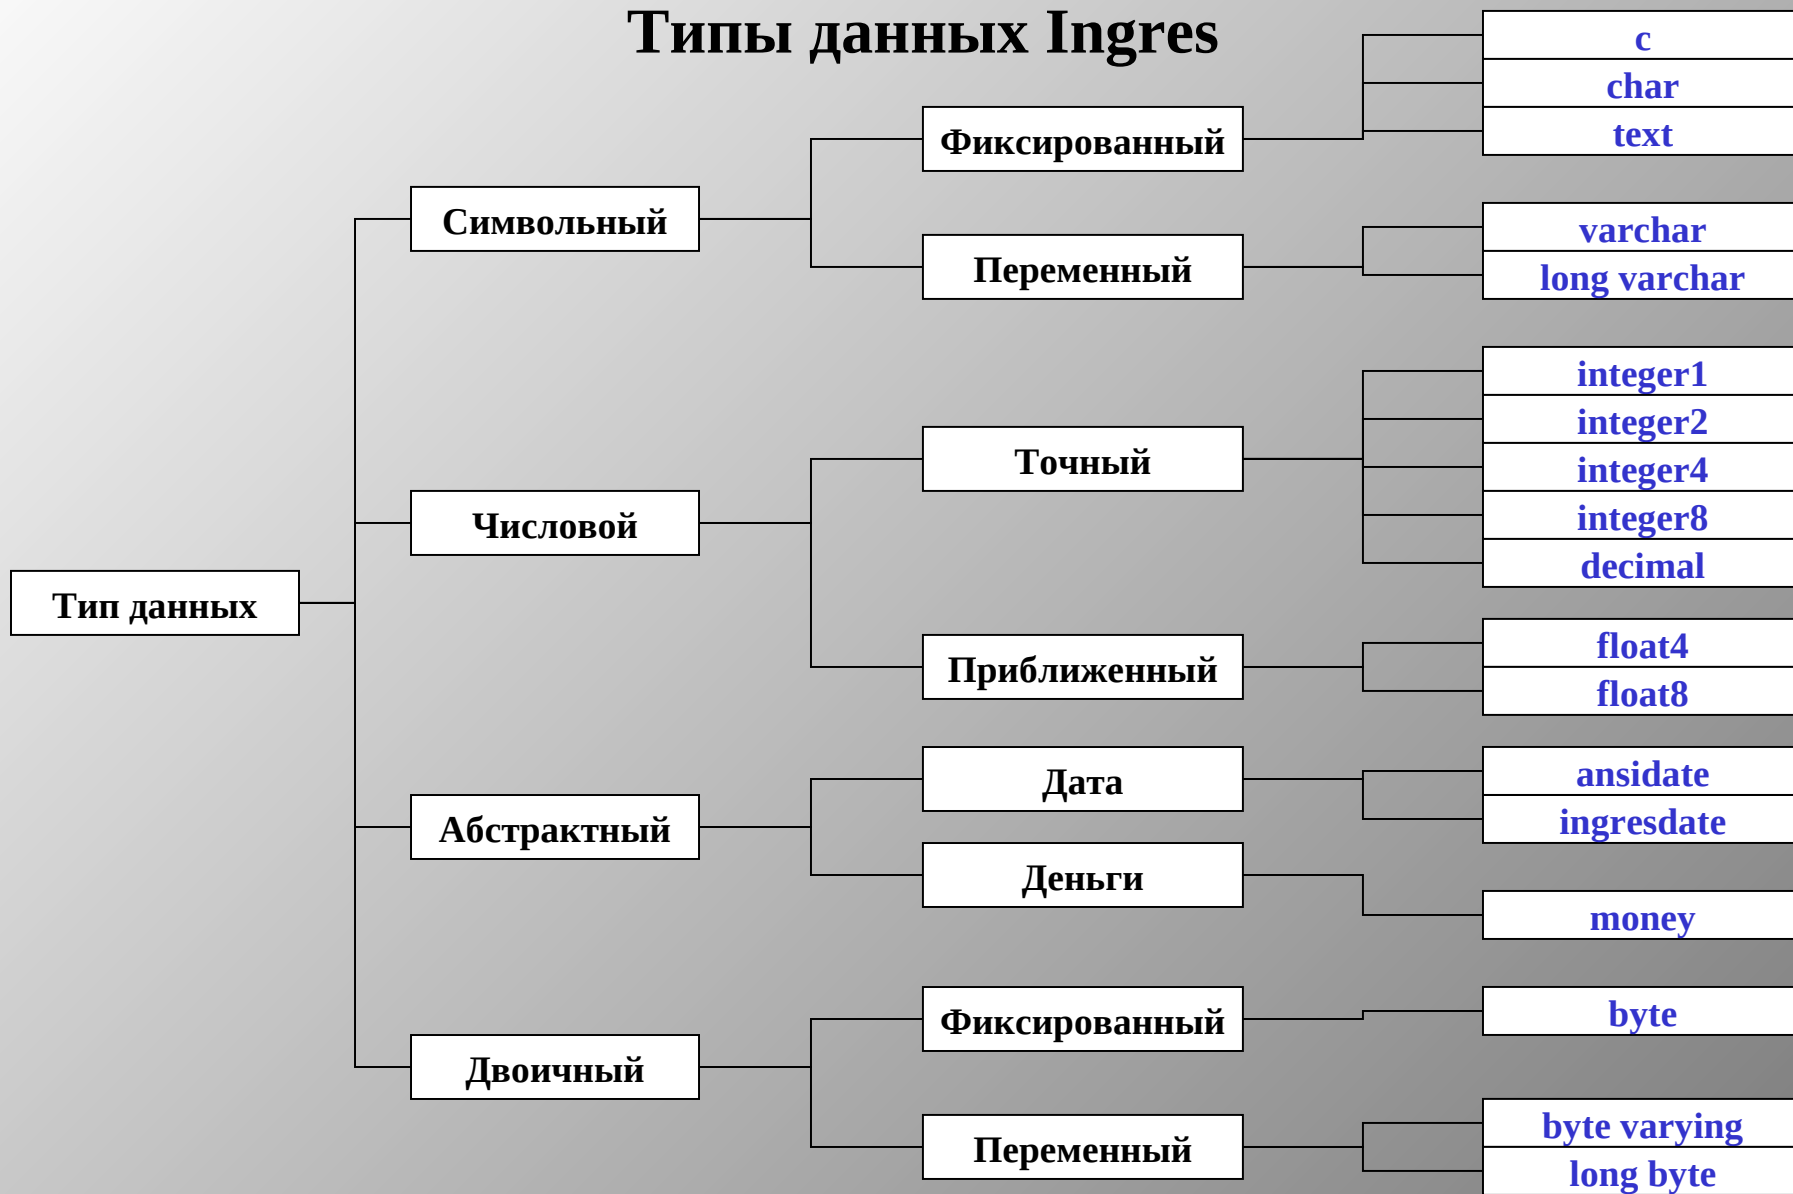 Типы данных Ingres
Тип данных
Символьный
Фиксированный
c
char
text
Переменный
varchar
long varchar
Числовой
Точный
integer1
integer2
integer4
integer8
decimal
Приближенный
float4
float8
Абстрактный
Дата
ansidate
ingresdate
Деньги
money
Двоичный
Фиксированный
byte
Переменный
byte varying
long byte